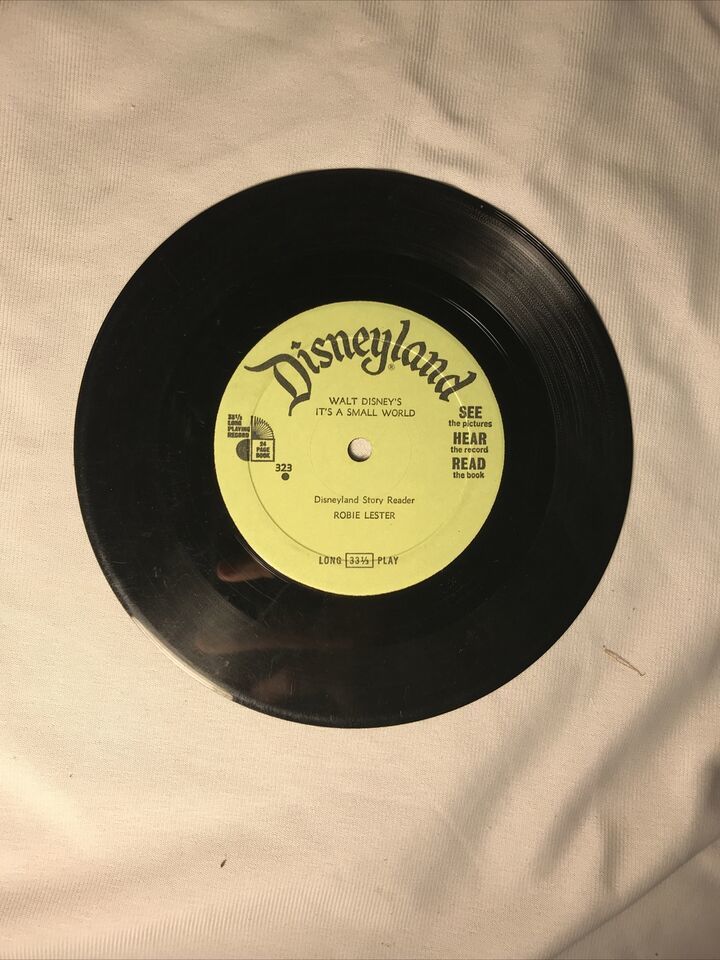 Disneyland®
WALT DISNEY'S
IT'S A SMALL WORLD
33⅓
LONG
PLAYING
RECORD
24
PAGE
BOOK
323
SEE
the pictures
HEAR
the record
READ
the book
Disneyland Story Reader
ROBIE LESTER
LONG 33⅓ PLAY